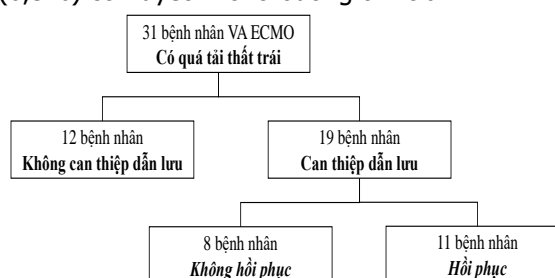 31 bệnh nhân VA ECMO
Có quá tải thất trái
12 bệnh nhân
Không can thiệp dẫn lưu
19 bệnh nhân
Can thiệp dẫn lưu
8 bệnh nhân
Không hồi phục
11 bệnh nhân
Hồi phục